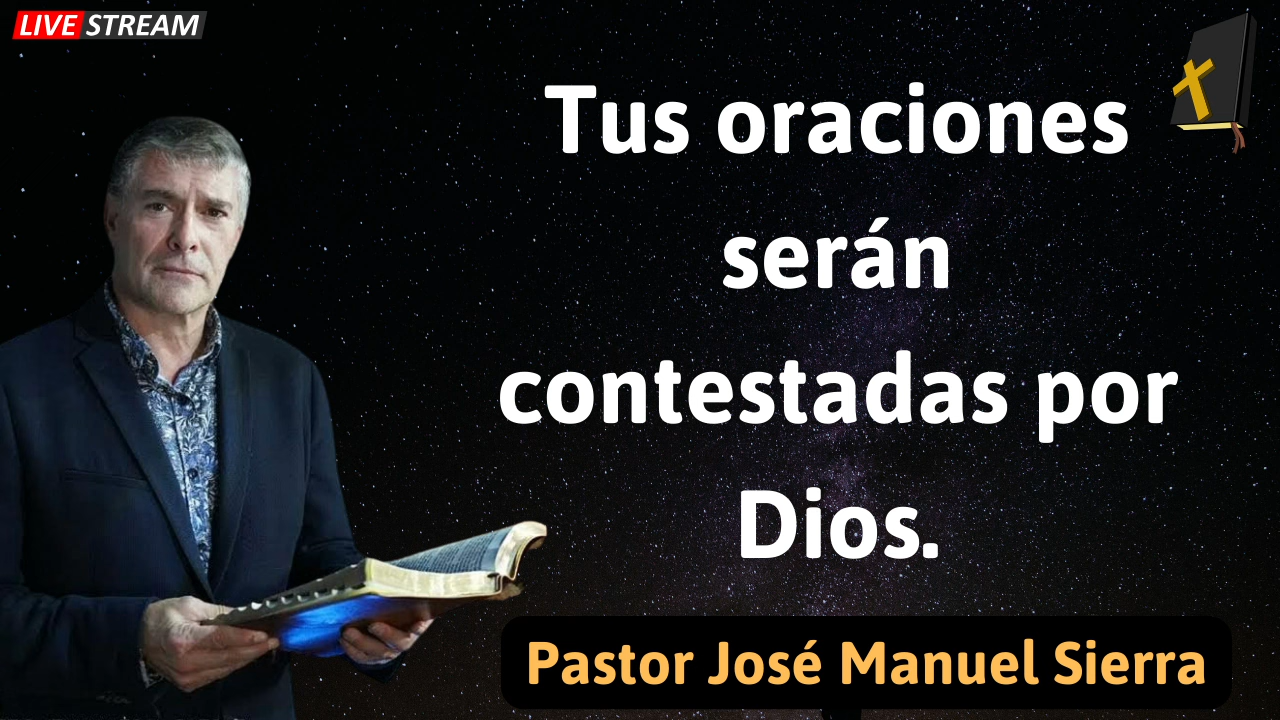 LIVE STREAM
Tus oraciones
serán
contestadas por
Dios.
Pastor José Manuel Sierra